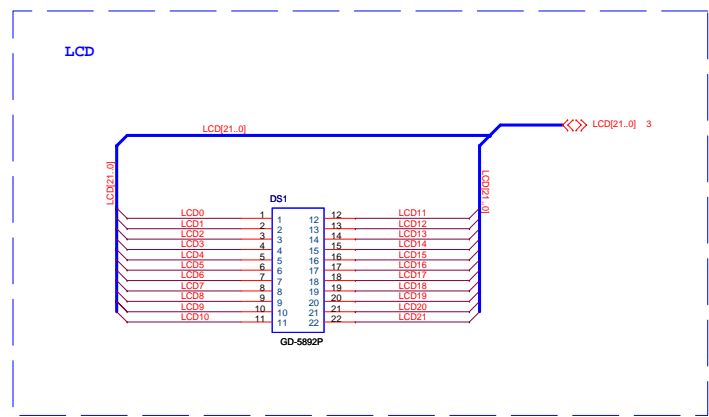 LCD
LCD[21..0]
LCD[21..0] 3
LCD[21..0]
LCD[21..0]
DS1
LCD0 1 1 12 12 LCD11
LCD1 2 2 13 13 LCD12
LCD2 3 3 14 14 LCD13
LCD3 4 4 15 15 LCD14
LCD4 5 5 16 16 LCD15
LCD5 6 6 17 17 LCD16
LCD6 7 7 18 18 LCD17
LCD7 8 8 19 19 LCD18
LCD8 9 9 20 20 LCD19
LCD9 10 10 21 21 LCD20
LCD10 11 11 22 22 LCD21
GD-5892P